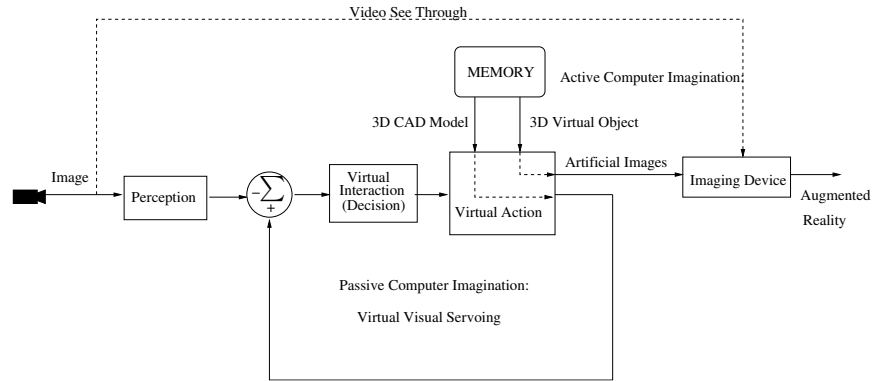 Video See Through
MEMORY
Active Computer Imagination:
3D CAD Model
3D Virtual Object
Image
Artificial Images
Perception
-
Σ
+
Virtual
Interaction
(Decision)
Virtual Action
Imaging Device
Augmented
Reality
Passive Computer Imagination:
Virtual Visual Servoing